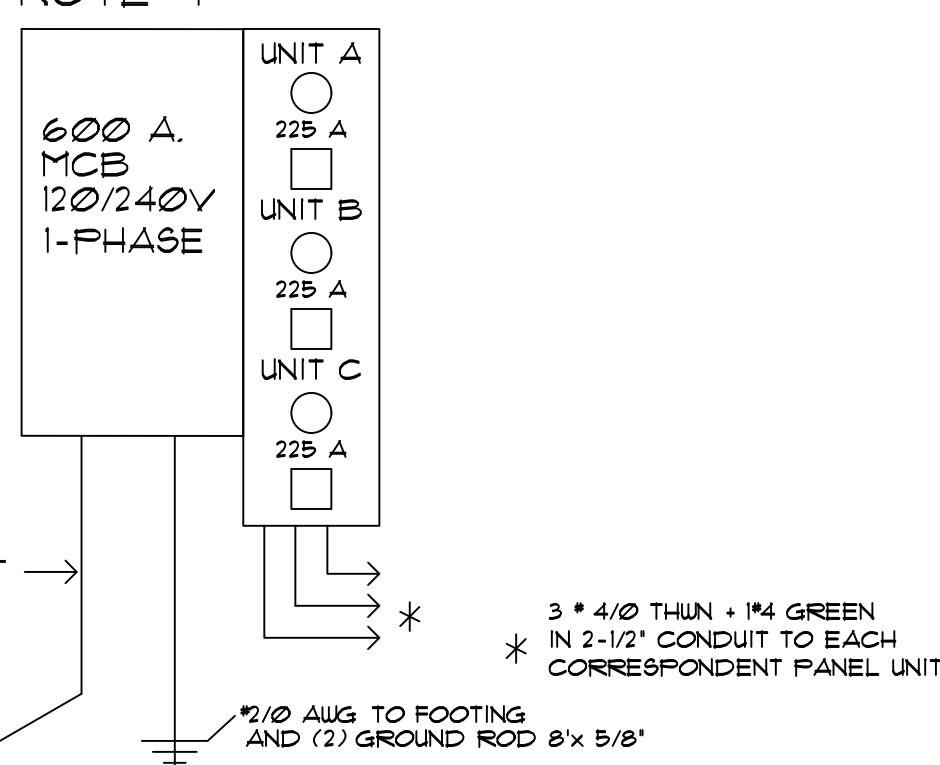 UNIT A
225 A
600 A.
MCB
120/240V
1-PHASE
UNIT B
225 A
UNIT C
225 A
* 3 # 4/0 THWN + 1#4 GREEN
* IN 2-1/2" CONDUIT TO EACH
CORRESPONDENT PANEL UNIT
#2/0 AWG TO FOOTING
AND (2) GROUND ROD 8'x 5/8"